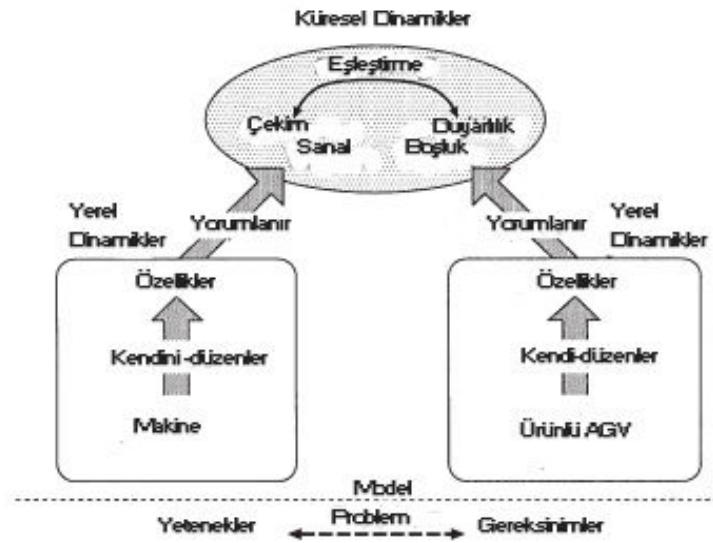 Küresel Dinamikler
Eşleştirme
Çekim Duyarlılık
Sanal Boşluk
Yerel
Dinamikler
Yorumlanır
Yorumlanır
Yerel
Dinamikler
Özellikler
Özellikler
Kendini-düzenler
Kendi-düzenler
Makine
Ürünlü AGV
Model
Yetenekler Problem Gereksinimler